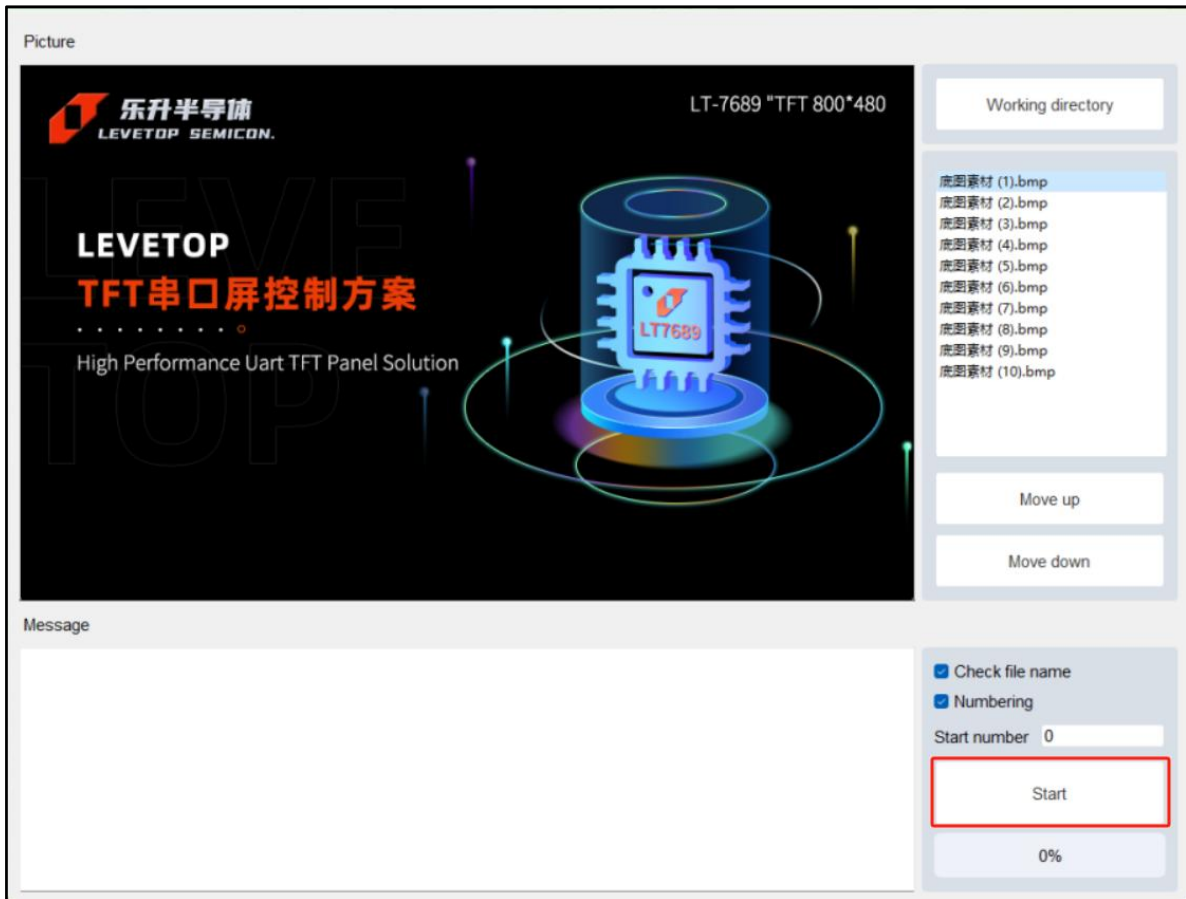 Picture
乐升半导体
LEVETOP SEMICON.
LT-7689 "TFT 800*480
LEVE
TOP
LEVETOP
TFT串口屏控制方案
High Performance Uart TFT Panel Solution
LT7689
Working directory
底图素材 (1).bmp
底图素材 (2).bmp
底图素材 (3).bmp
底图素材 (4).bmp
底图素材 (5).bmp
底图素材 (6).bmp
底图素材 (7).bmp
底图素材 (8).bmp
底图素材 (9).bmp
底图素材 (10).bmp
Move up
Move down
Message
Check file name
Numbering
Start number 0
Start
0%